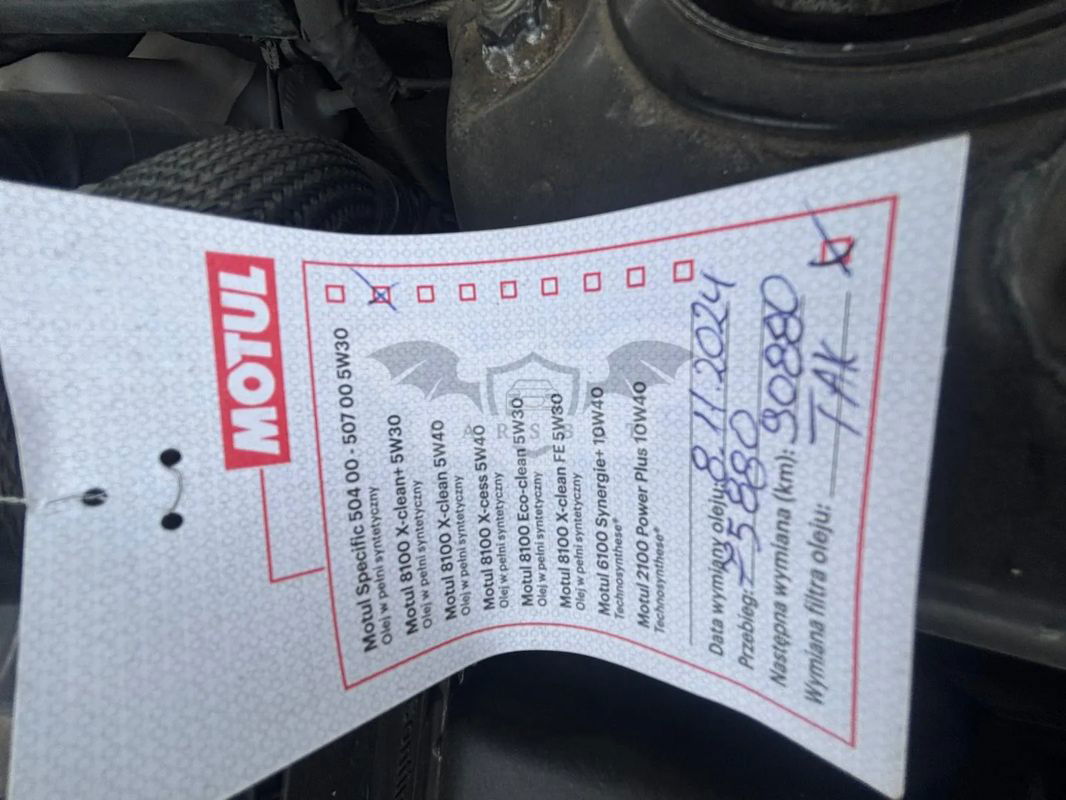 MOTUL
Motul Specific 504 00 - 507 00 5W30
Olej w pełni syntetyczny
Motul 8100 X-clean+ 5W30
Olej w pełni syntetyczny
Motul 8100 X-clean 5W40
Olej w pełni syntetyczny
Motul 8100 X-cess 5W40
Olej w pełni syntetyczny
Motul 8100 Eco-clean 5W30
Olej w pełni syntetyczny
Motul 8100 X-clean FE 5W30
Olej w pełni syntetyczny
Motul 6100 Synergie+ 10W40
Technosynthese®
Motul 2100 Power Plus 10W40
Technosynthese®
Data wymiany oleju: 8.11.2024
Przebieg: 75880
Następna wymiana (km): 90880
Wymiana filtra oleju: TAK